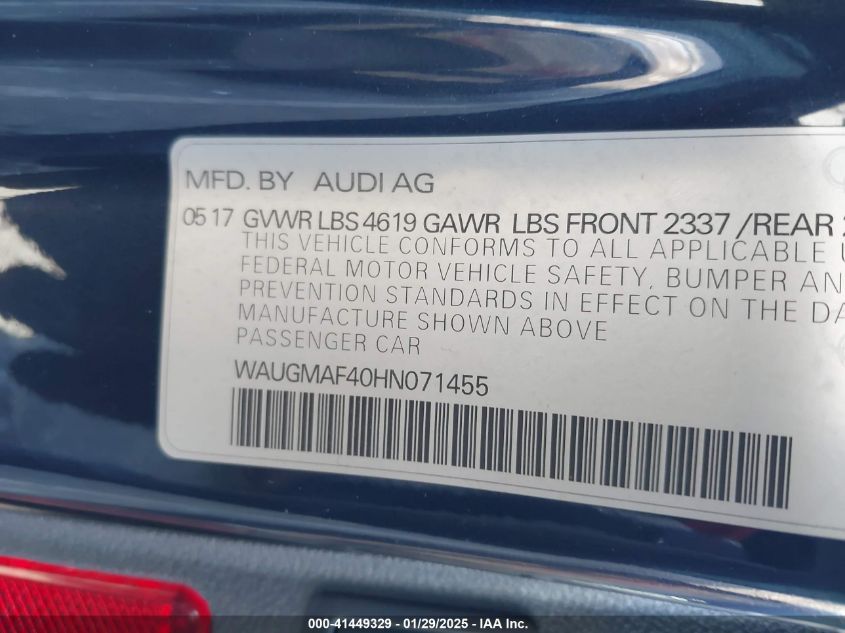 MFD. BY AUDI AG
05 17 GVWR LBS 4619 GAWR LBS FRONT 2337 /REAR
THIS VEHICLE CONFORMS TO ALL APPLICABLE
FEDERAL MOTOR VEHICLE SAFETY, BUMPER AN
PREVENTION STANDARDS IN EFFECT ON THE DA
MANUFACTURE SHOWN ABOVE
PASSENGER CAR
WAUGMAF40HN071455
000-41449329 - 01/29/2025 - IAA Inc.